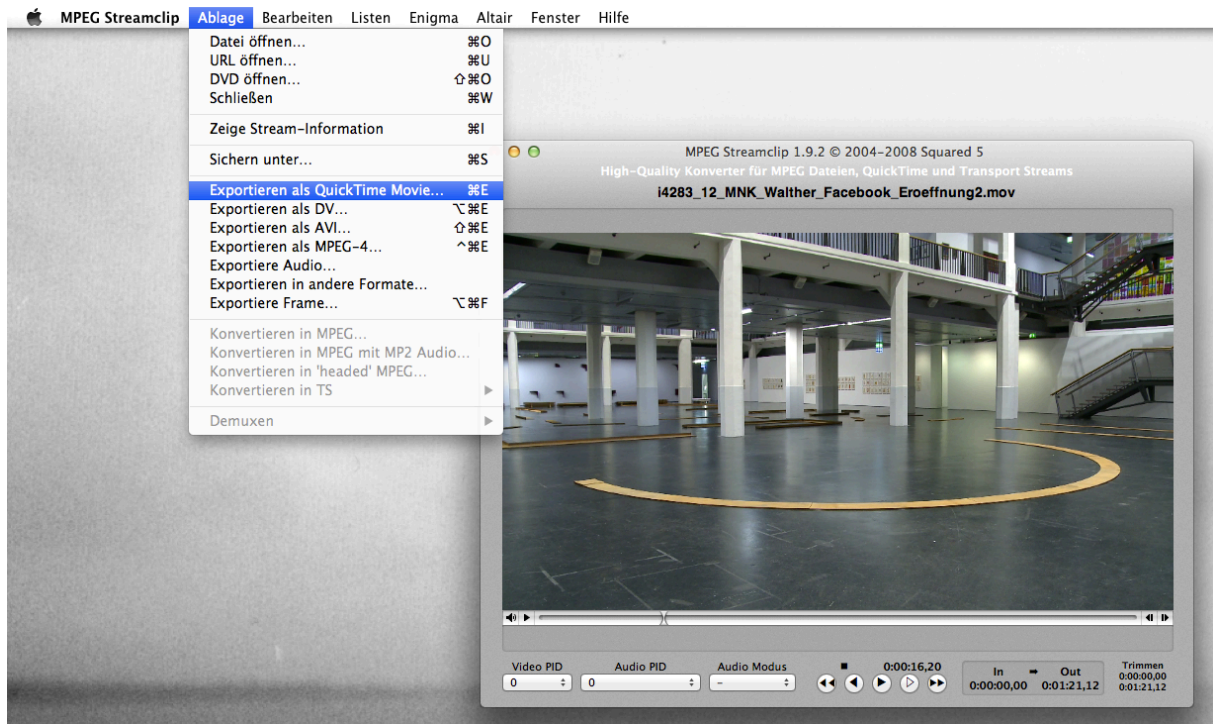 MPEG Streamclip Ablage Bearbeiten Listen Enigma Altair Fenster Hilfe
Datei öffnen... ⌘O
URL öffnen... ⌘U
DVD öffnen... ⇧⌘O
Schließen ⌘W
Zeige Stream-Information ⌘I
Sichern unter... ⌘S
Exportieren als QuickTime Movie... ⌘E
Exportieren als DV... ⌥⌘E
Exportieren als AVI... ⇧⌘E
Exportieren als MPEG-4... ^⌘E
Exportiere Audio...
Exportieren in andere Formate...
Exportiere Frame... ⌥⌘F
Konvertieren in MPEG...
Konvertieren in MPEG mit MP2 Audio...
Konvertieren in 'headed' MPEG...
Konvertieren in TS
Demuxen
MPEG Streamclip 1.9.2 © 2004-2008 Squared 5
High-Quality Konverter für MPEG Dateien, QuickTime und Transport Streams
i4283_12_MNK_Walther_Facebook_Eroeffnung2.mov
Video PID Audio PID Audio Modus 0:00:16,20
0 0 –
In ➡ Out
0:00:00,00 0:01:21,12
Trimmen
0:00:00,00
0:01:21,12